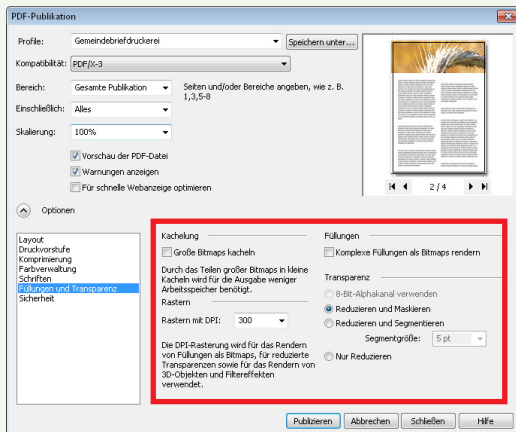 PDF-Publikation
Profile: Gemeindebriefdruckerei Speichern unter...
Kompatibilität: PDF/X-3
Bereich: Gesamte Publikation Seiten und/oder Bereiche angeben, wie z. B.
1,3,5-8
Einschließlich: Alles
Skalierung: 100%
Vorschau der PDF-Datei
Warnungen anzeigen
Für schnelle Webanzeige optimieren
2 / 4
Optionen
Layout
Druckvorstufe
Komprimierung
Farbverwaltung
Schriften
Füllungen und Transparenz
Sicherheit
Kachelung
Große Bitmaps kacheln
Durch das Teilen großer Bitmaps in kleine
Kacheln wird für die Ausgabe weniger
Arbeitsspeicher benötigt.
Rastern
Rastern mit DPI: 300
Die DPI-Rasterung wird für das Rendern
von Füllungen als Bitmaps, für reduzierte
Transparenzen sowie für das Rendern von
3D-Objekten und Filtereffekten
verwendet.
Füllungen
Komplexe Füllungen als Bitmaps rendern
Transparenz
8-Bit-Alphakanal verwenden
Reduzieren und Maskieren
Reduzieren und Segmentieren
Segmentgröße: 5 pt
Nur Reduzieren
Publizieren Abbrechen Schließen Hilfe